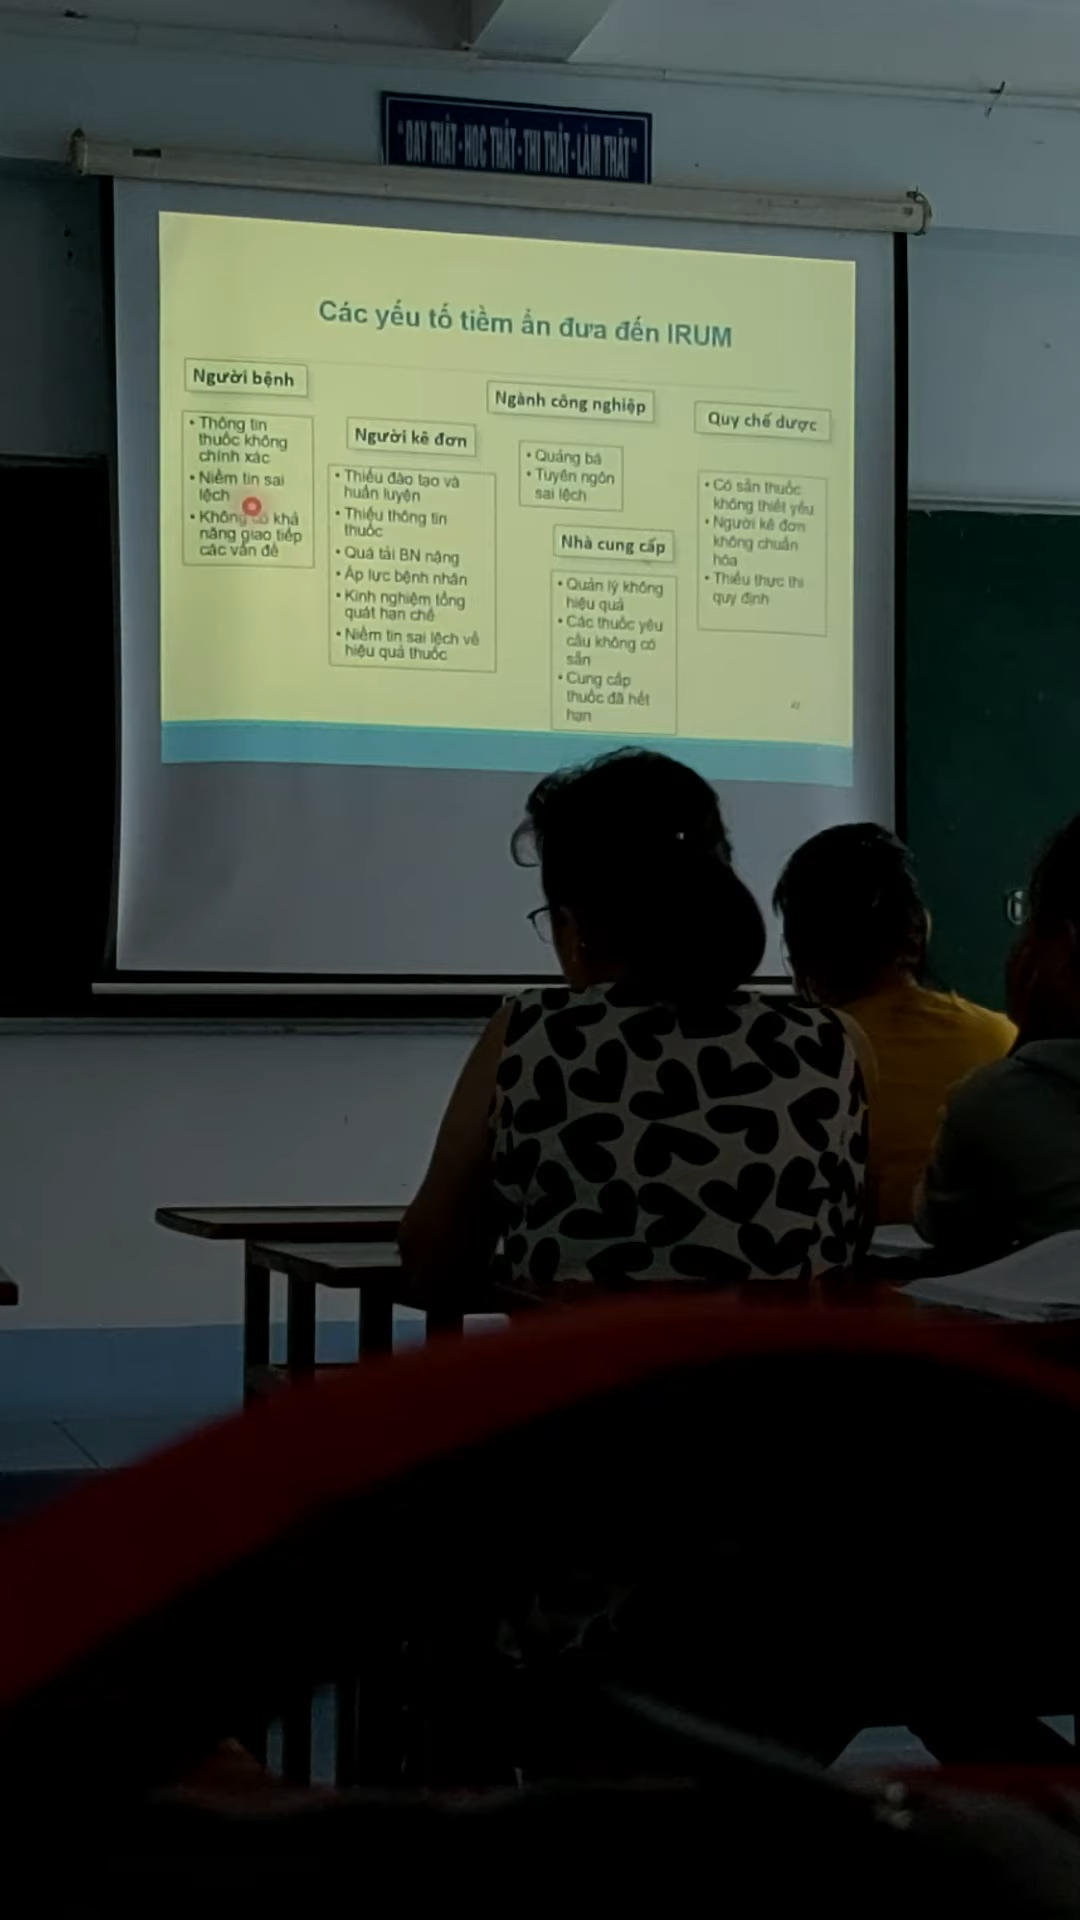 "DẠY THẬT - HỌC THẬT - THI THẬT - LÀM THẬT"
Các yếu tố tiềm ẩn đưa đến IRUM
Người bệnh
• Thông tin
thuốc không
chính xác
• Niềm tin sai
lệch
• Không có khả
năng giao tiếp
các vấn đề
Người kê đơn
• Thiếu đào tạo và
huấn luyện
• Thiếu thông tin
thuốc
• Quá tải BN nặng
• Áp lực bệnh nhân
• Kinh nghiệm tổng
quát hạn chế
• Niềm tin sai lệch về
hiệu quả thuốc
Ngành công nghiệp
• Quảng bá
• Tuyên ngôn
sai lệch
Nhà cung cấp
• Quản lý không
hiệu quả
• Các thuốc yêu
cầu không có
sẵn
• Cung cấp
thuốc đã hết
hạn
Quy chế dược
• Có sẵn thuốc
không thiết yếu
• Người kê đơn
không chuẩn
hóa
• Thiếu thực thi
quy định